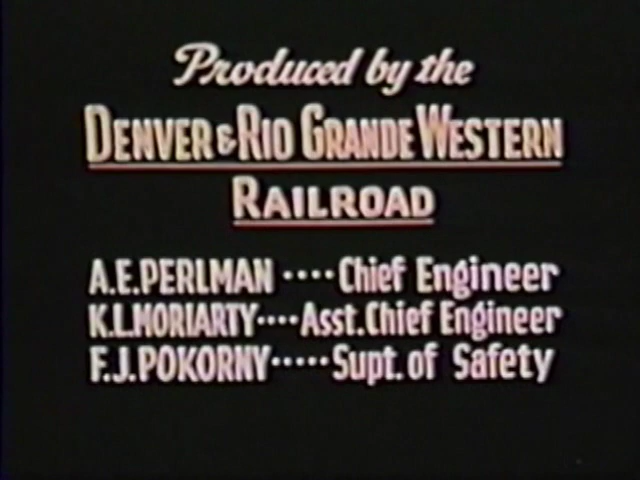 Produced by the
DENVER & RIO GRANDE WESTERN
RAILROAD
A.E.PERLMAN ····Chief Engineer
K.L.MORIARTY····Asst.Chief Engineer
F.J.POKORNY·····Supt. of Safety